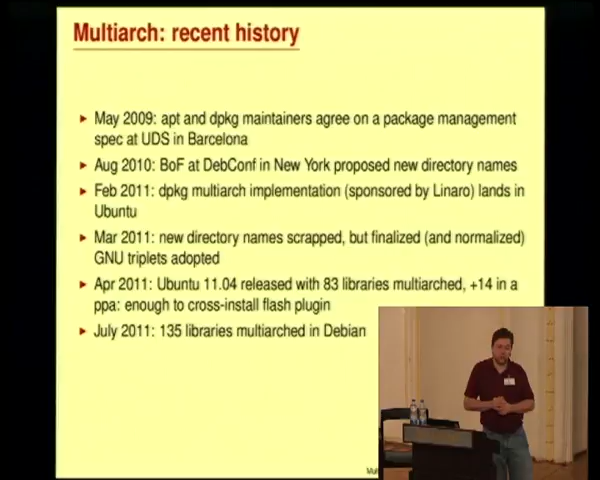 Multiarch: recent history
May 2009: apt and dpkg maintainers agree on a package management
spec at UDS in Barcelona
Aug 2010: BoF at DebConf in New York proposed new directory names
Feb 2011: dpkg multiarch implementation (sponsored by Linaro) lands in
Ubuntu
Mar 2011: new directory names scrapped, but finalized (and normalized)
GNU triplets adopted
Apr 2011: Ubuntu 11.04 released with 83 libraries multiarched, +14 in a
ppa: enough to cross-install flash plugin
July 2011: 135 libraries multiarched in Debian